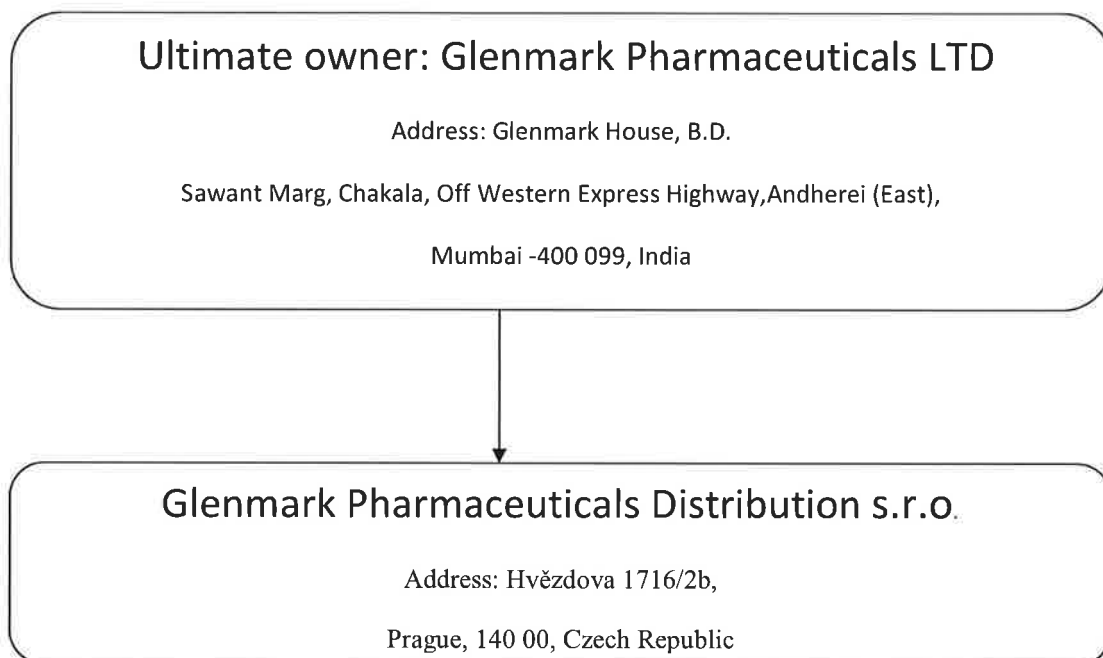 Ultimate owner: Glenmark Pharmaceuticals LTD
Address: Glenmark House, B.D.
Sawant Marg, Chakala, Off Western Express Highway,Andherei (East),
Mumbai -400 099, India
Glenmark Pharmaceuticals Distribution s.r.o.
Address: Hvězdova 1716/2b,
Prague, 140 00, Czech Republic